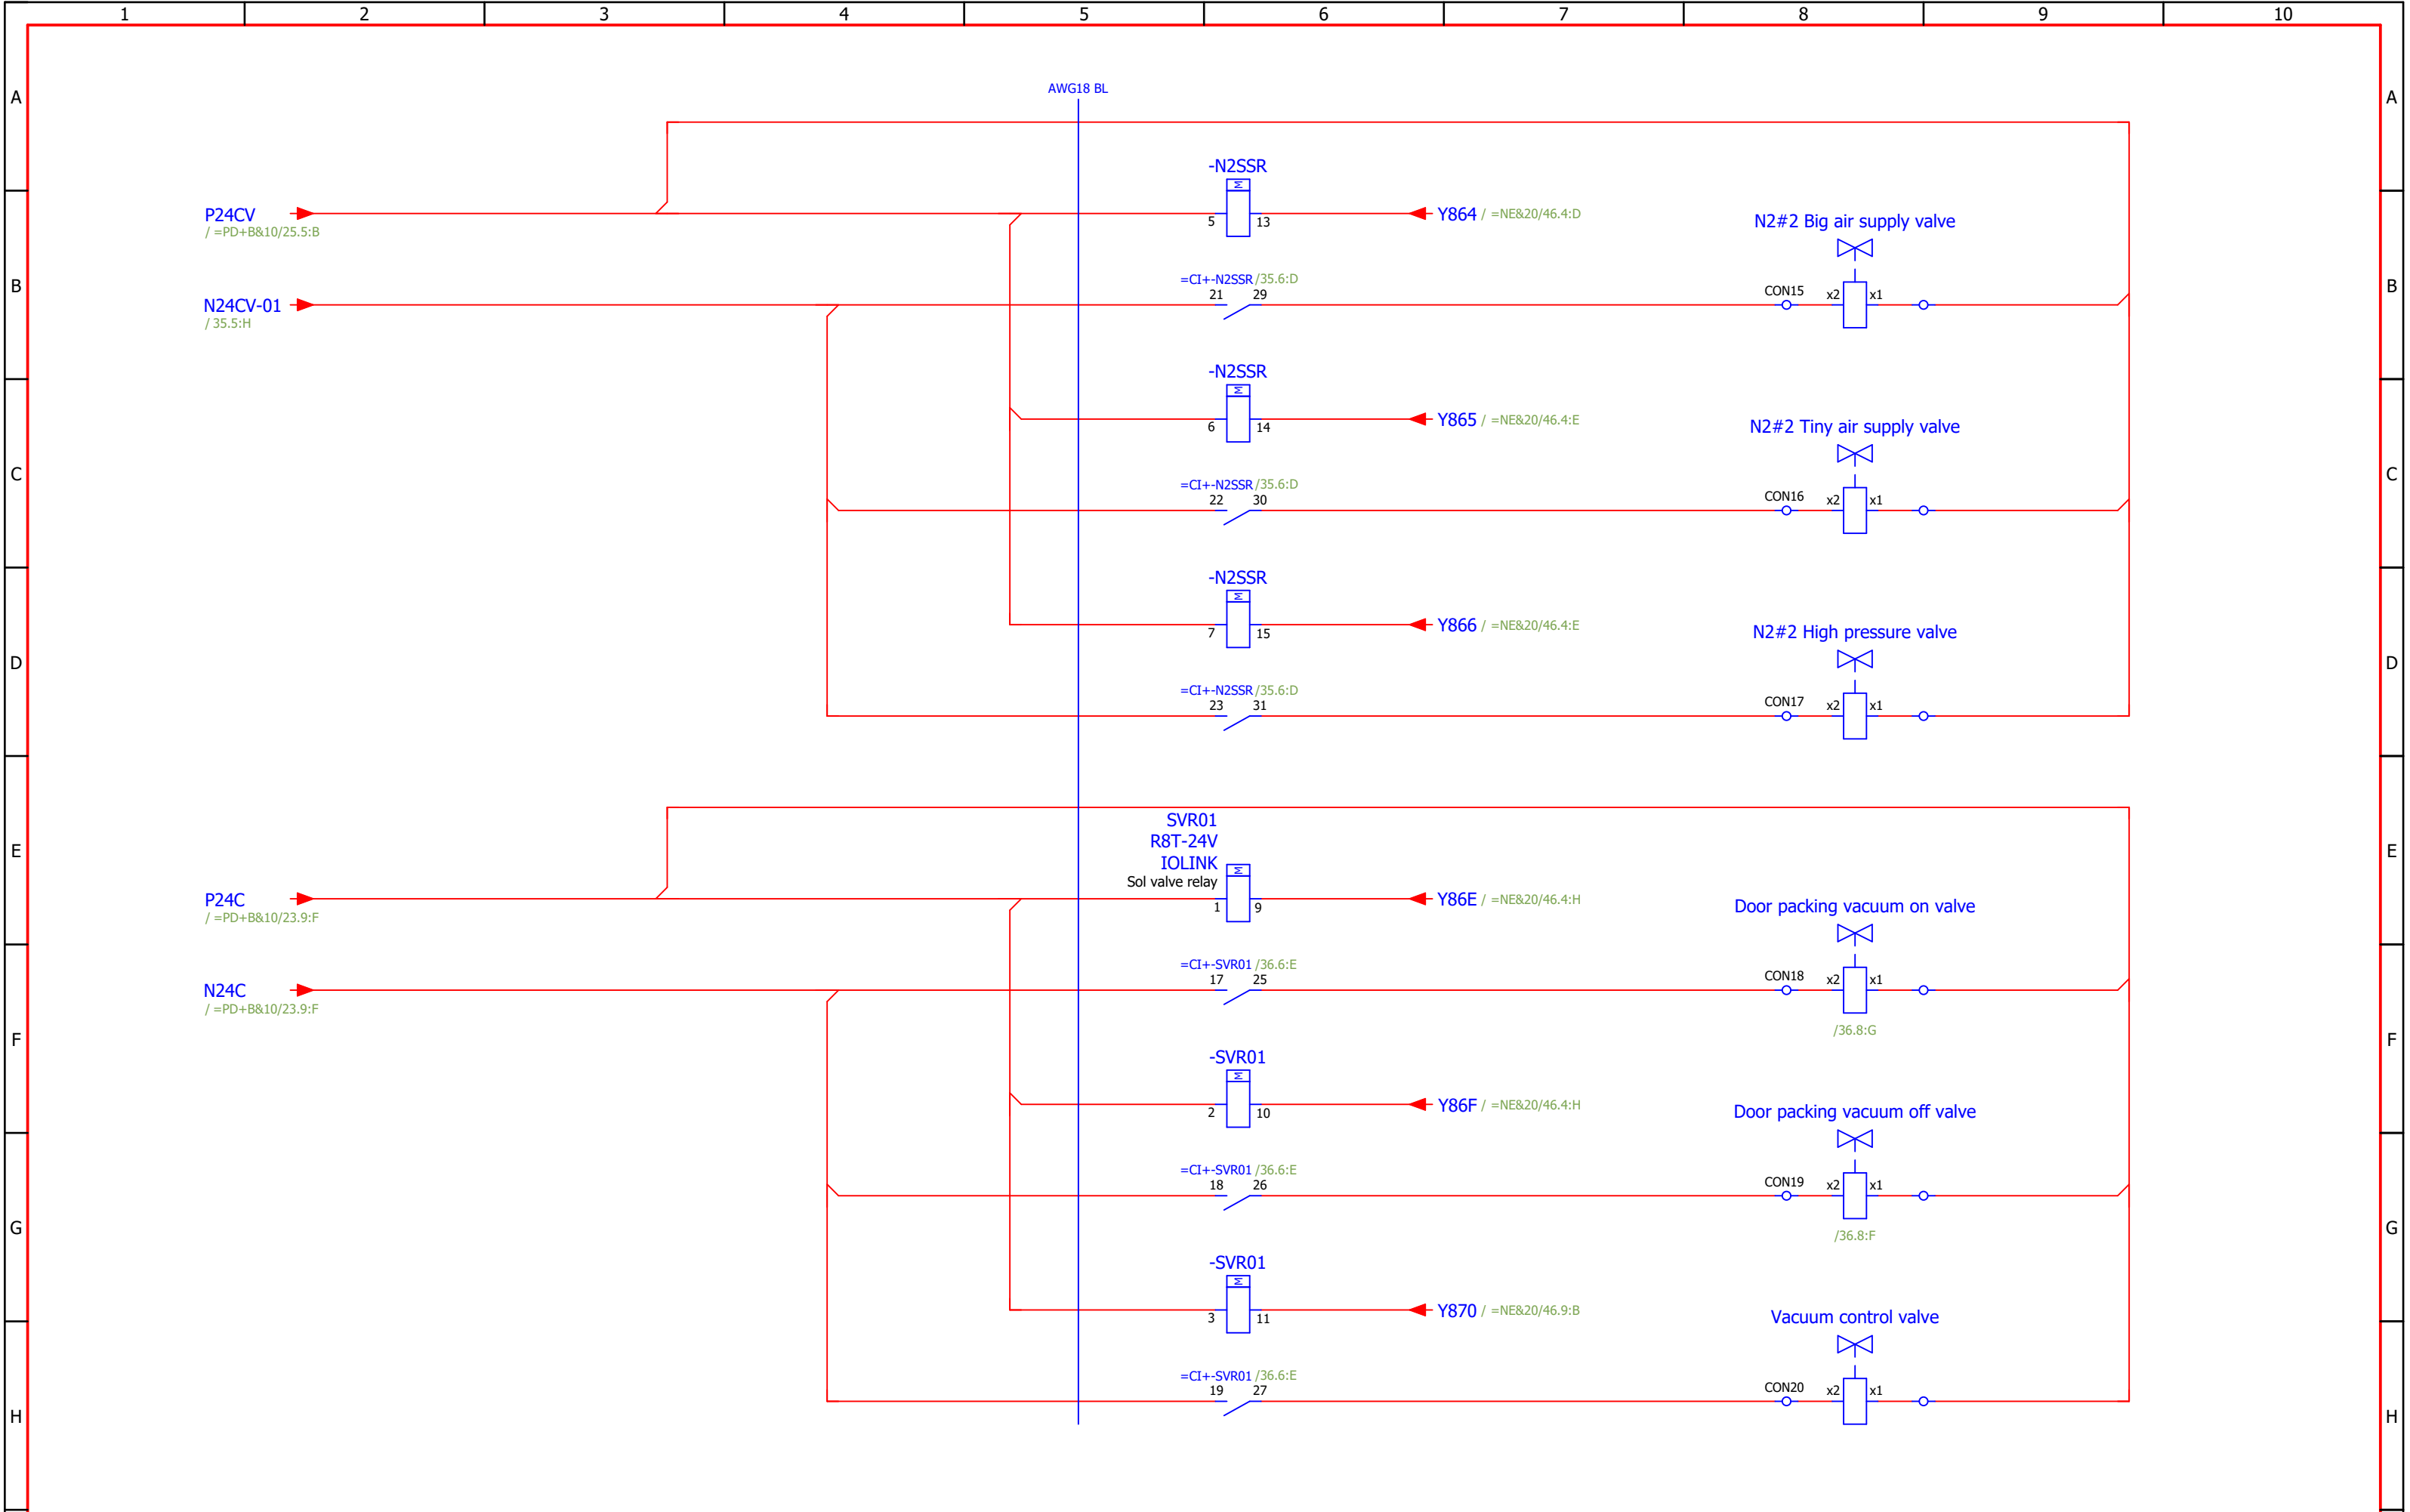 1 2 3 4 5 6 7 8 9 10
A A
AWG18 BL
-N2SSR
Σ
P24CV
/ =PD+B&10/25.5:B
5 13
Y864 / =NE&20/46.4:D
N2#2 Big air supply valve
B B
=CI+-N2SSR /35.6:D
N24CV-01
/ 35.5:H
21 29
CON15 x2 x1
-N2SSR
Σ
6 14
Y865 / =NE&20/46.4:E
N2#2 Tiny air supply valve
C C
=CI+-N2SSR /35.6:D
22 30
CON16 x2 x1
-N2SSR
Σ
7 15
Y866 / =NE&20/46.4:E
N2#2 High pressure valve
D D
=CI+-N2SSR /35.6:D
23 31
CON17 x2 x1
SVR01
R8T-24V
IOLINK
Sol valve relay
Σ
E E
P24C
/ =PD+B&10/23.9:F
1 9
Y86E / =NE&20/46.4:H
Door packing vacuum on valve
=CI+-SVR01 /36.6:E
N24C
/ =PD+B&10/23.9:F
17 25
CON18 x2 x1
/36.8:G
F F
-SVR01
Σ
2 10
Y86F / =NE&20/46.4:H
Door packing vacuum off valve
=CI+-SVR01 /36.6:E
18 26
CON19 x2 x1
/36.8:F
G G
-SVR01
Σ
3 11
Y870 / =NE&20/46.9:B
Vacuum control valve
=CI+-SVR01 /36.6:E
19 27
CON20 x2 x1
H H